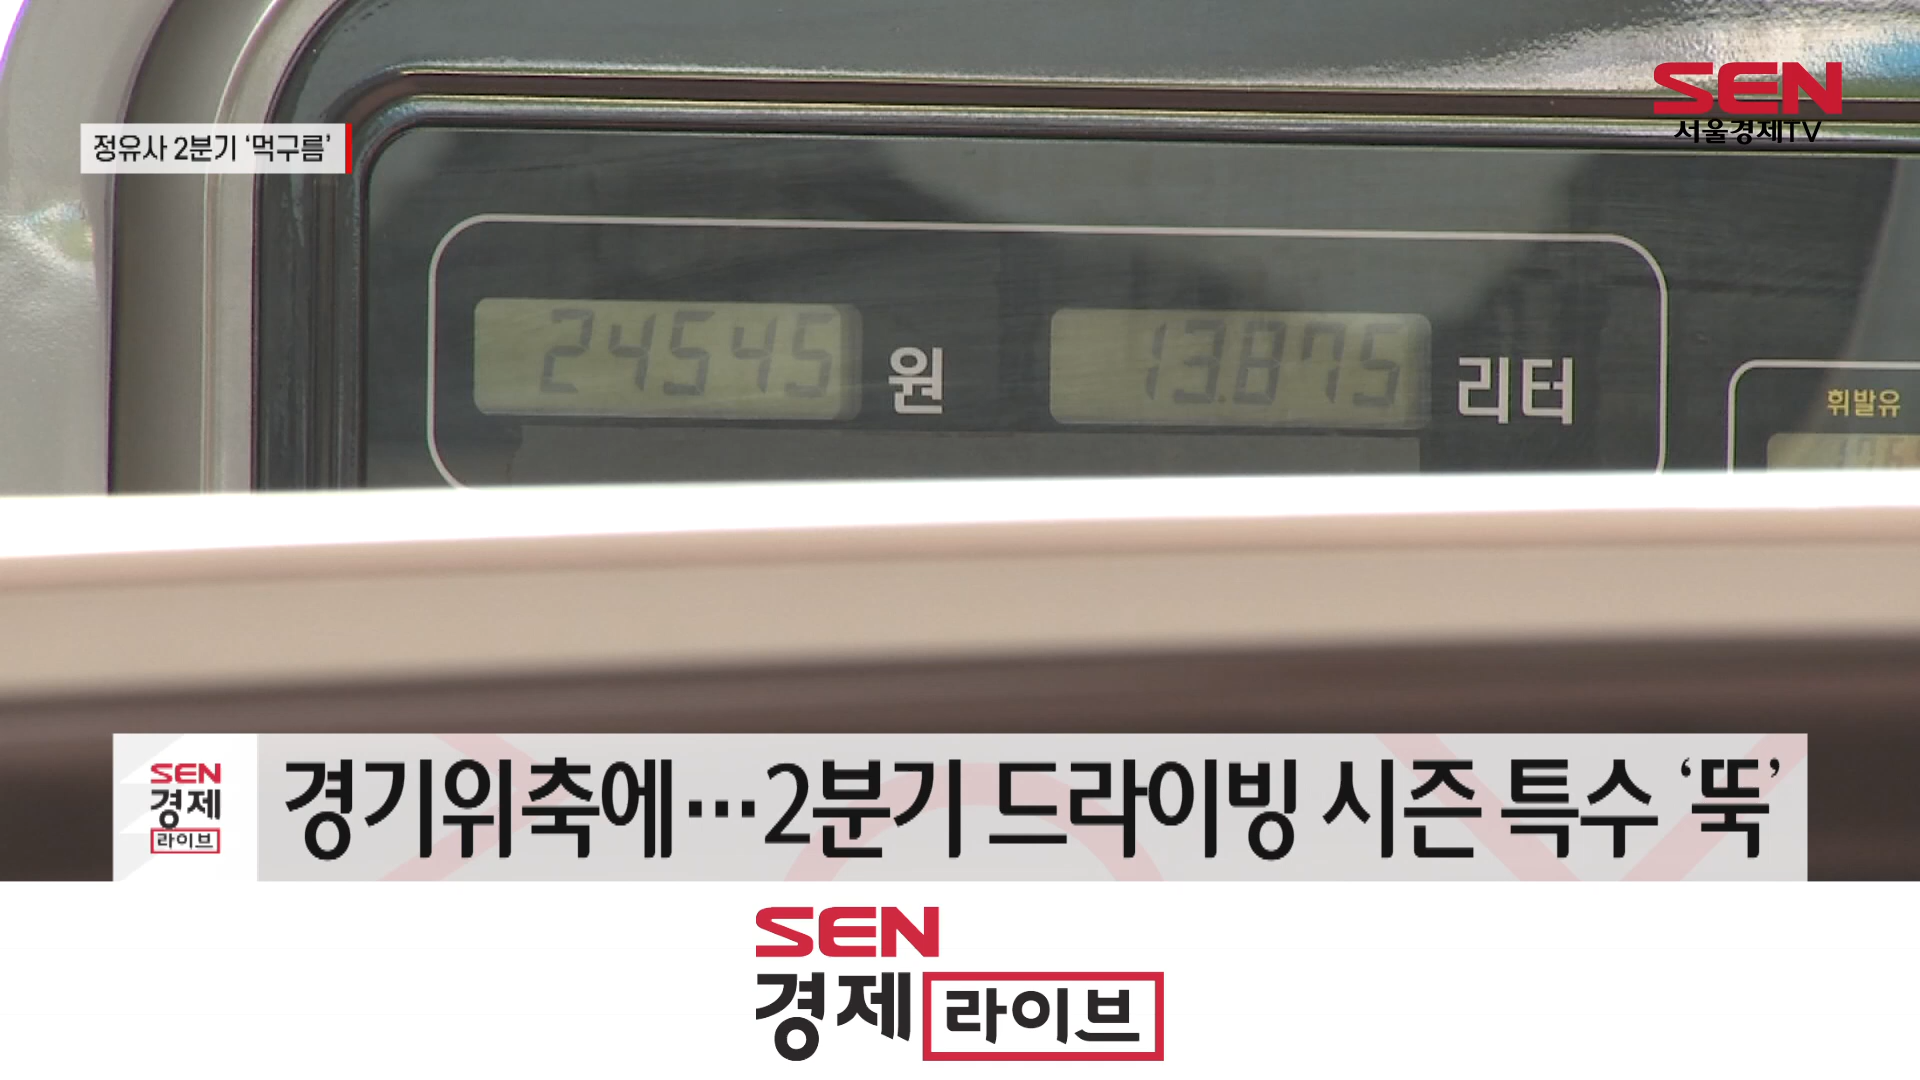 SEN
서울경제TV
정유사 2분기 ‘먹구름’
24545 원 13.875 리터
휘발유
SEN
경제
라이브
경기위축에…2분기 드라이빙 시즌 특수 ‘뚝’
SEN
경제 라이브